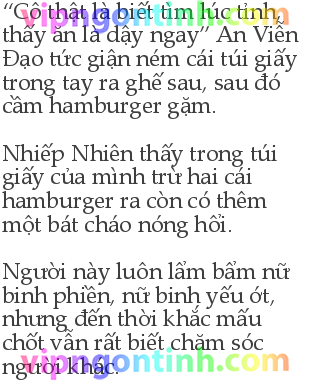 “Cô thật là biết tìm lúc tỉnh,
thấy ăn là dậy ngay” An Viễn
Đạo tức giận ném cái túi giấy
trong tay ra ghế sau, sau đó
cầm hamburger gặm.
Nhiếp Nhiên thấy trong túi
giấy của mình trừ hai cái
hamburger ra còn có thêm
một bát cháo nóng hổi.
Người này luôn lẩm bẩm nữ
binh phiền, nữ binh yếu ớt,
nhưng đến thời khắc mấu
chốt vẫn rất biết chăm sóc
người khác.
vipngontinh.com
vipngontinh.com